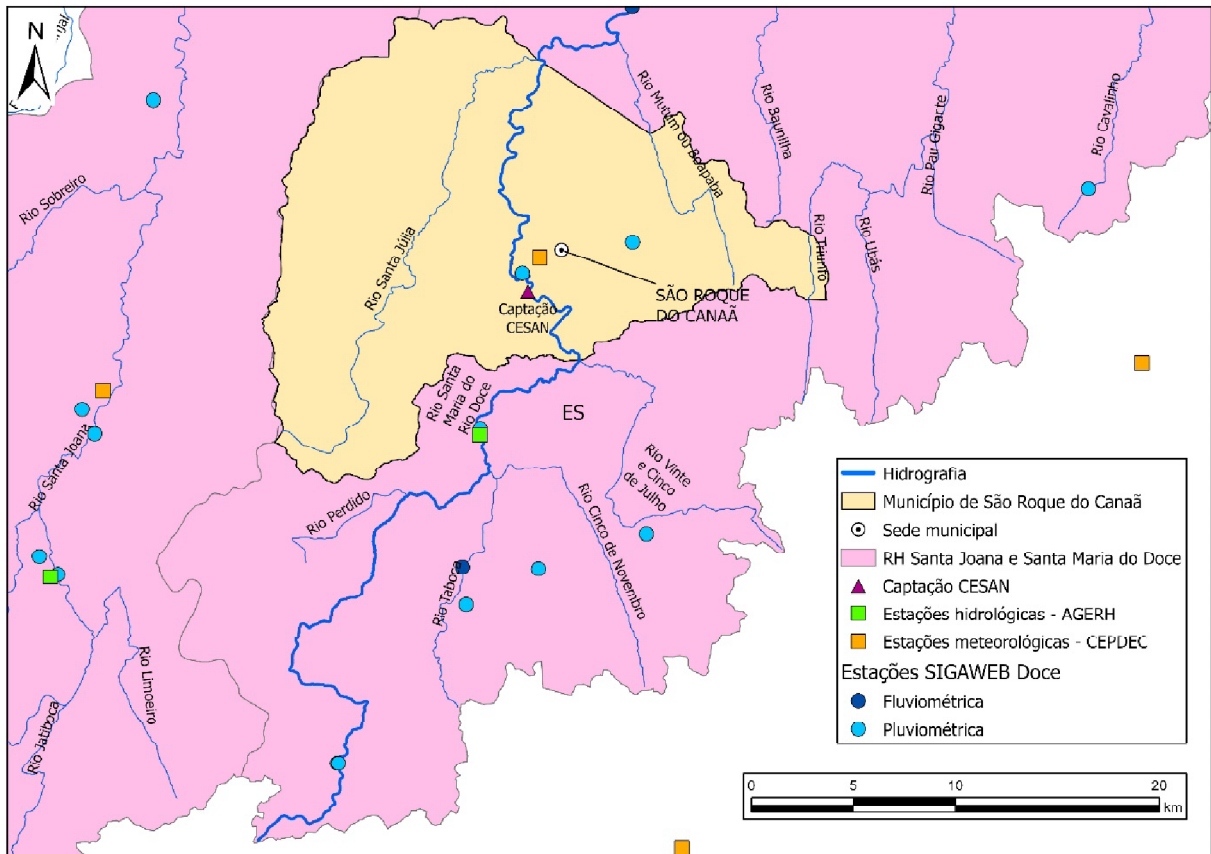 N
Rio Sobreiro
Rio Santa Júlia
Rio Mutum ou Boapaba
Rio Baunilha
Rio Pau Gigante
Rio Cavalinho
Rio Triunfo
Rio Ubás
SÃO ROQUE
DO CANAÃ
Captação
CESAN
Rio Santa
Maria do
Rio Doce
ES
Rio Santa Joana
Rio Perdido
Rio Vinte
e Cinco
de Julho
Rio Cinco de Novembro
Rio Taboca
Rio Limoeiro
Rio Jatiboca
Hidrografia
Município de São Roque do Canaã
Sede municipal
RH Santa Joana e Santa Maria do Doce
Captação CESAN
Estações hidrológicas - AGERH
Estações meteorológicas - CEPDEC
Estações SIGAWEB Doce
Fluviométrica
Pluviométrica
0 5 10 20
km